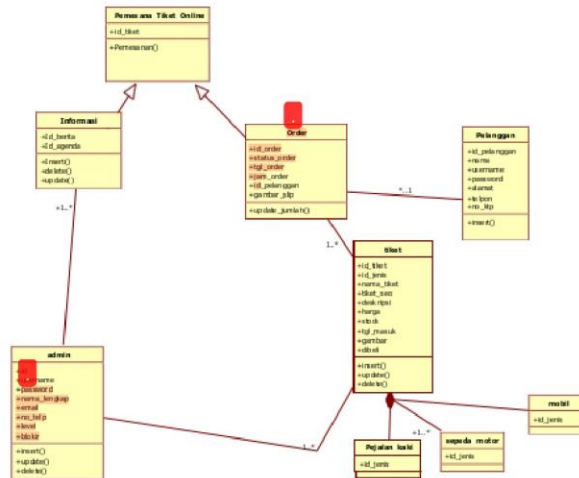 Pemesana Tiket Online
+id_tiket
+Pemesanan()
Informasi
+Id_berita
+Id_agenda
+Insert()
+delete()
+update()
Order
+id_order
+status_order
+tgl_order
+jam_order
+id_pelanggan
+gambar_slip
+update_jumlah()
Pelanggan
+id_pelanggan
+nama
+username
+password
+alamat
+telpon
+no_ktp
+insert()
*...1
+1..*
1..*
tiket
+id_tiket
+id_jenis
+nama_tiket
+tiket_seo
+deskripsi
+harga
+stock
+tgl_masuk
+gambar
+dibeli
+insert()
+update()
+delete()
admin
+password
+nama_lengkap
+email
+no_telp
+level
+blokir
+insert()
+update()
+delete()
1..*
+1..*
mobil
+id_jenis
Pejalan kaki
+id_jenis
sepeda motor
+id_jenis